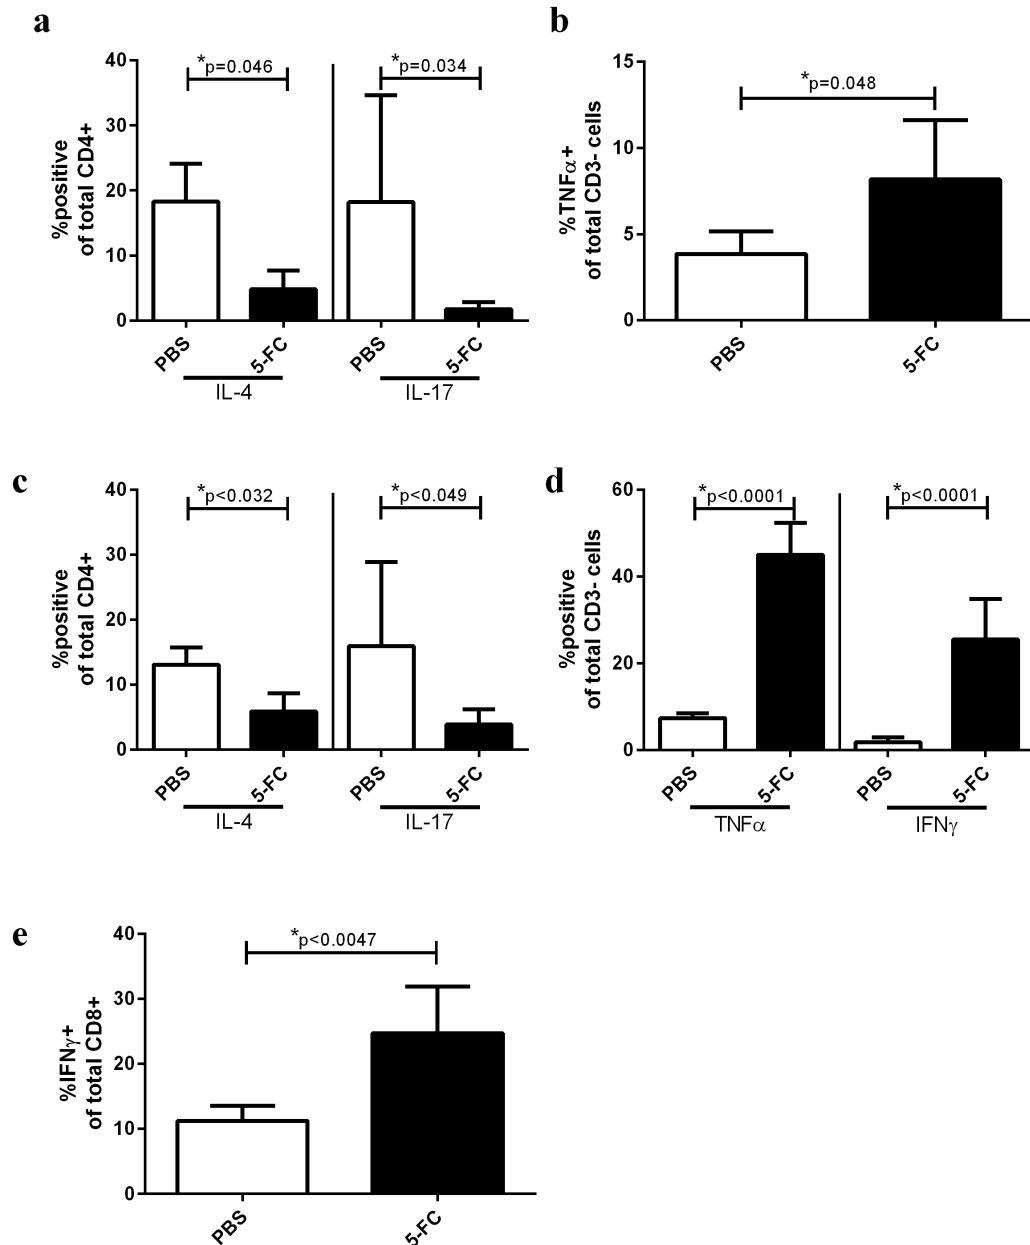 a
%positive
of total CD4+
40
30
20
10
0
*p=0.046
*p=0.034
PBS
5-FC
PBS
5-FC
IL-4
IL-17
b
%TNFα+
of total CD3- cells
15
10
5
0
*p=0.048
PBS
5-FC
c
%positive
of total CD4+
40
30
20
10
0
*p<0.032
*p<0.049
PBS
5-FC
PBS
5-FC
IL-4
IL-17
d
%positive
of total CD3- cells
60
40
20
0
*p<0.0001
*p<0.0001
PBS
5-FC
PBS
5-FC
TNFα
IFNγ
e
%IFNγ+
of total CD8+
40
30
20
10
0
*p<0.0047
PBS
5-FC